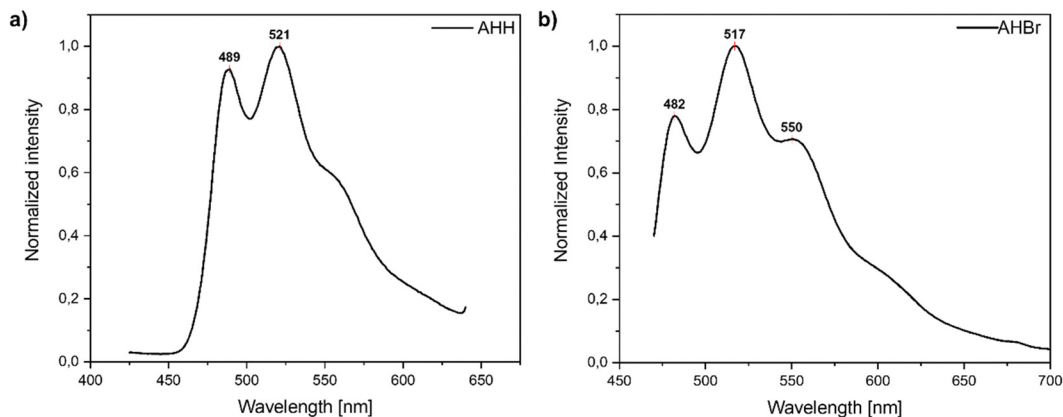 a)
AHH
489
521
1,0
0,8
0,6
0,4
0,2
0,0
Normalized intensity
400 450 500 550 600 650
Wavelength [nm]
b)
AHBr
482
517
550
1,0
0,8
0,6
0,4
0,2
0,0
Normalized Intensity
450 500 550 600 650 700
Wavelength [nm]